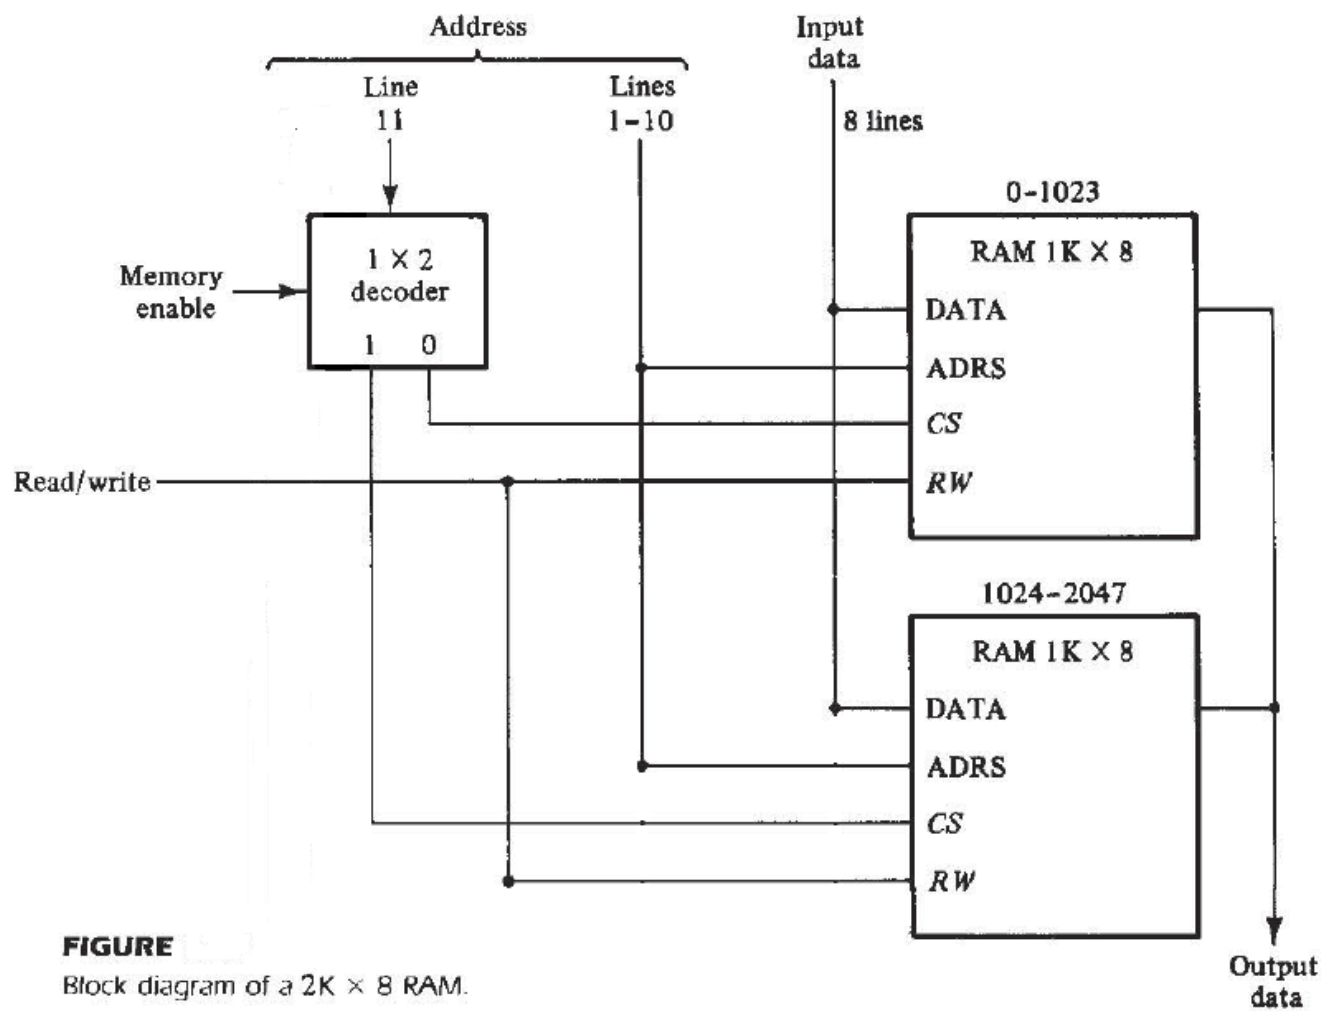 Address
Line
11
Lines
1-10
Input
data
8 lines
0-1023
RAM 1K × 8
DATA
ADRS
CS
RW
1 × 2
decoder
1 0
Memory
enable
Read/write
1024-2047
RAM 1K × 8
DATA
ADRS
CS
RW
Output
data
FIGURE
Block diagram of a 2K × 8 RAM.